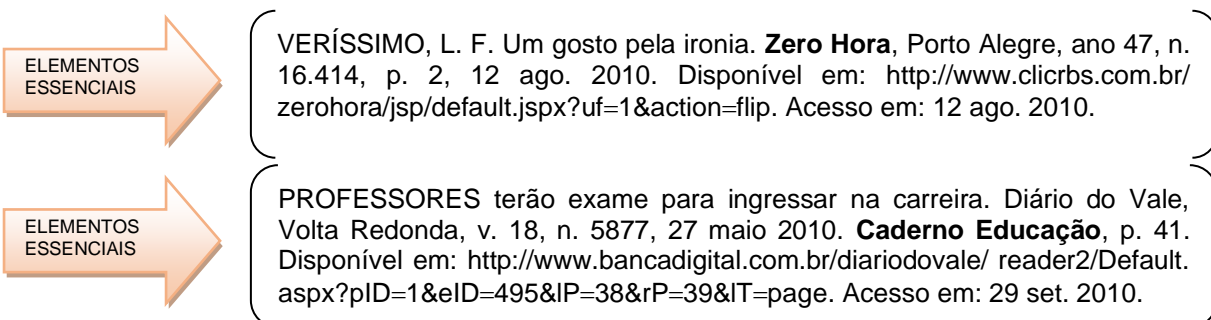 ELEMENTOS
ESSENCIAIS
VERÍSSIMO, L. F. Um gosto pela ironia. Zero Hora, Porto Alegre, ano 47, n.
16.414, p. 2, 12 ago. 2010. Disponível em: http://www.clicrbs.com.br/
zerohora/jsp/default.jspx?uf=1&action=flip. Acesso em: 12 ago. 2010.
ELEMENTOS
ESSENCIAIS
PROFESSORES terão exame para ingressar na carreira. Diário do Vale,
Volta Redonda, v. 18, n. 5877, 27 maio 2010. Caderno Educação, p. 41.
Disponível em: http://www.bancadigital.com.br/diariodovale/ reader2/Default.
aspx?pID=1&eID=495&lP=38&rP=39&lT=page. Acesso em: 29 set. 2010.